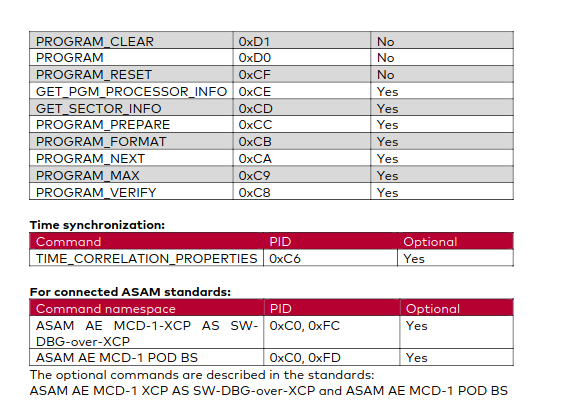 PROGRAM_CLEAR 0xD1 No
PROGRAM 0xD0 No
PROGRAM_RESET 0xCF No
GET_PGM_PROCESSOR_INFO 0xCE Yes
GET_SECTOR_INFO 0xCD Yes
PROGRAM_PREPARE 0xCC Yes
PROGRAM_FORMAT 0xCB Yes
PROGRAM_NEXT 0xCA Yes
PROGRAM_MAX 0xC9 Yes
PROGRAM_VERIFY 0xC8 Yes
Time synchronization:
Command PID Optional
TIME_CORRELATION_PROPERTIES 0xC6 Yes
For connected ASAM standards:
Command namespace PID Optional
ASAM AE MCD-1-XCP AS SW- 0xC0, 0xFC Yes
DBG-over-XCP
ASAM AE MCD-1 POD BS 0xC0, 0xFD Yes
The optional commands are described in the standards:
ASAM AE MCD-1 XCP AS SW-DBG-over-XCP and ASAM AE MCD-1 POD BS